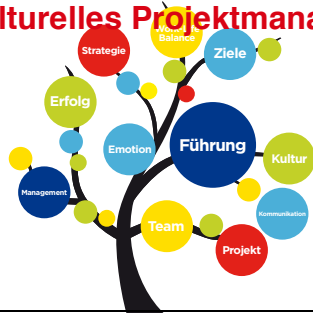 lturelles Projektmana
Balance
Strategie
Ziele
Erfolg
Emotion
Führung
Kultur
Management
Kommunikation
Team
Projekt